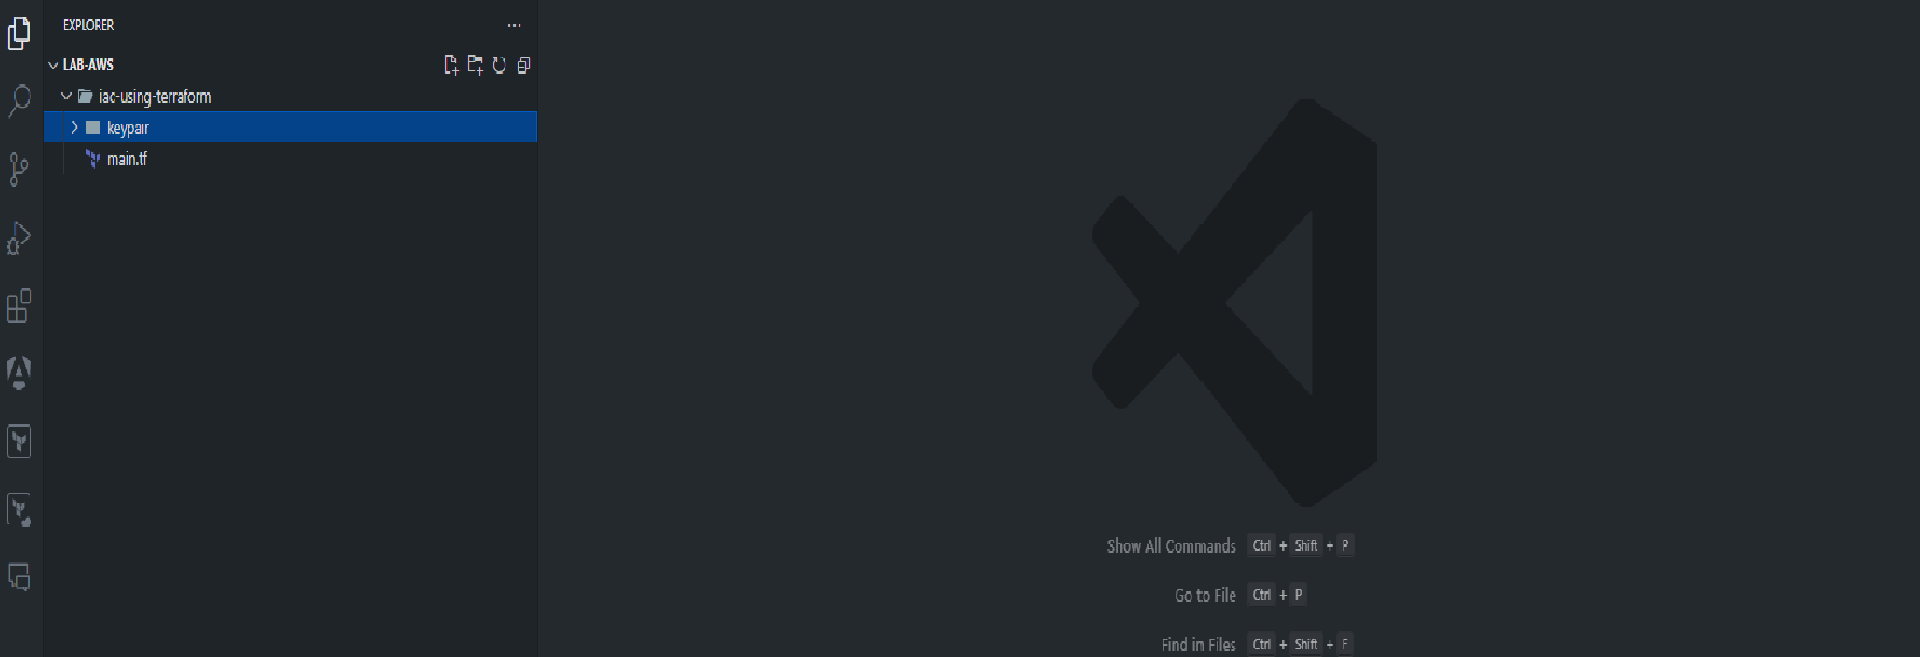 EXPLORER
LAB-AWS
iac-using-terraform
keypair
main.tf
Show All Commands Ctrl + Shift + P
Go to File Ctrl + P
Find in Files Ctrl + Shift + F